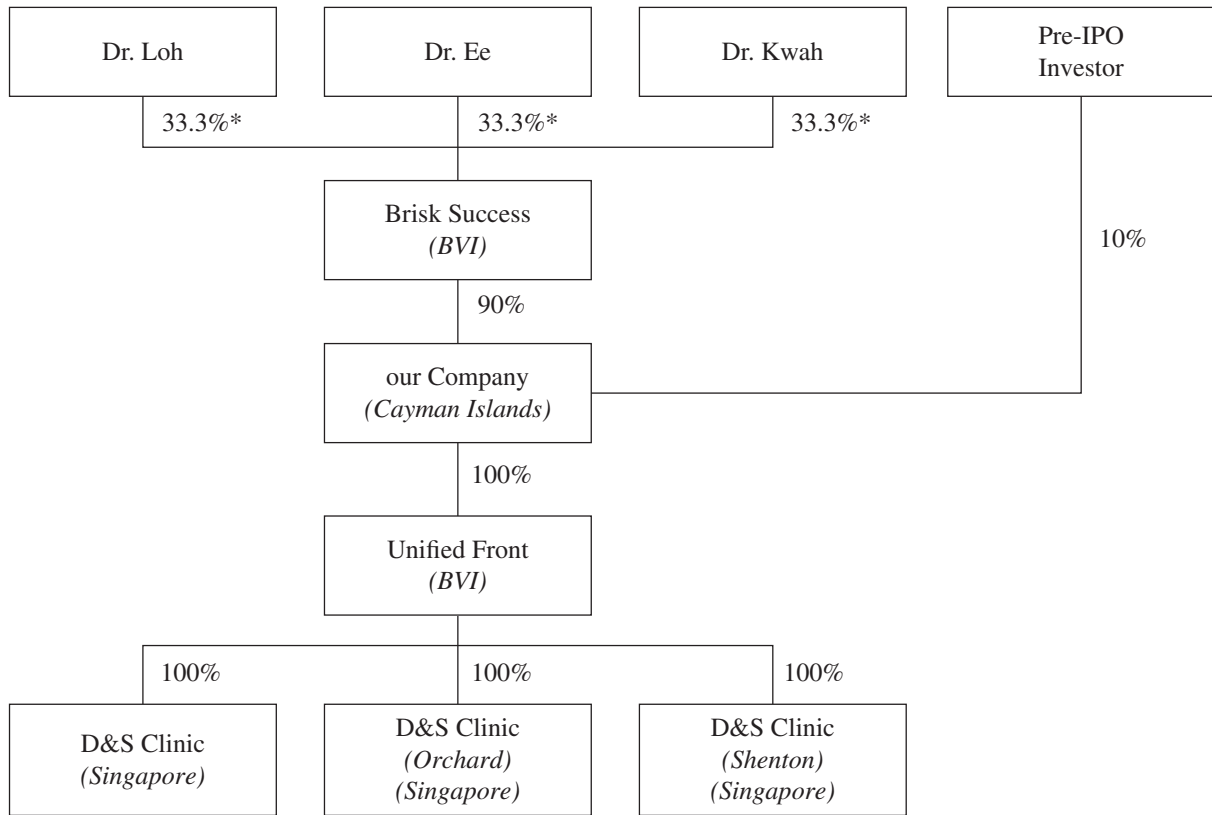 Dr. Loh
Dr. Ee
Dr. Kwah
Pre-IPO
Investor
33.3%*
33.3%*
33.3%*
Brisk Success
(BVI)
10%
90%
our Company
(Cayman Islands)
100%
Unified Front
(BVI)
100%
100%
100%
D&S Clinic
(Singapore)
D&S Clinic
(Orchard)
(Singapore)
D&S Clinic
(Shenton)
(Singapore)